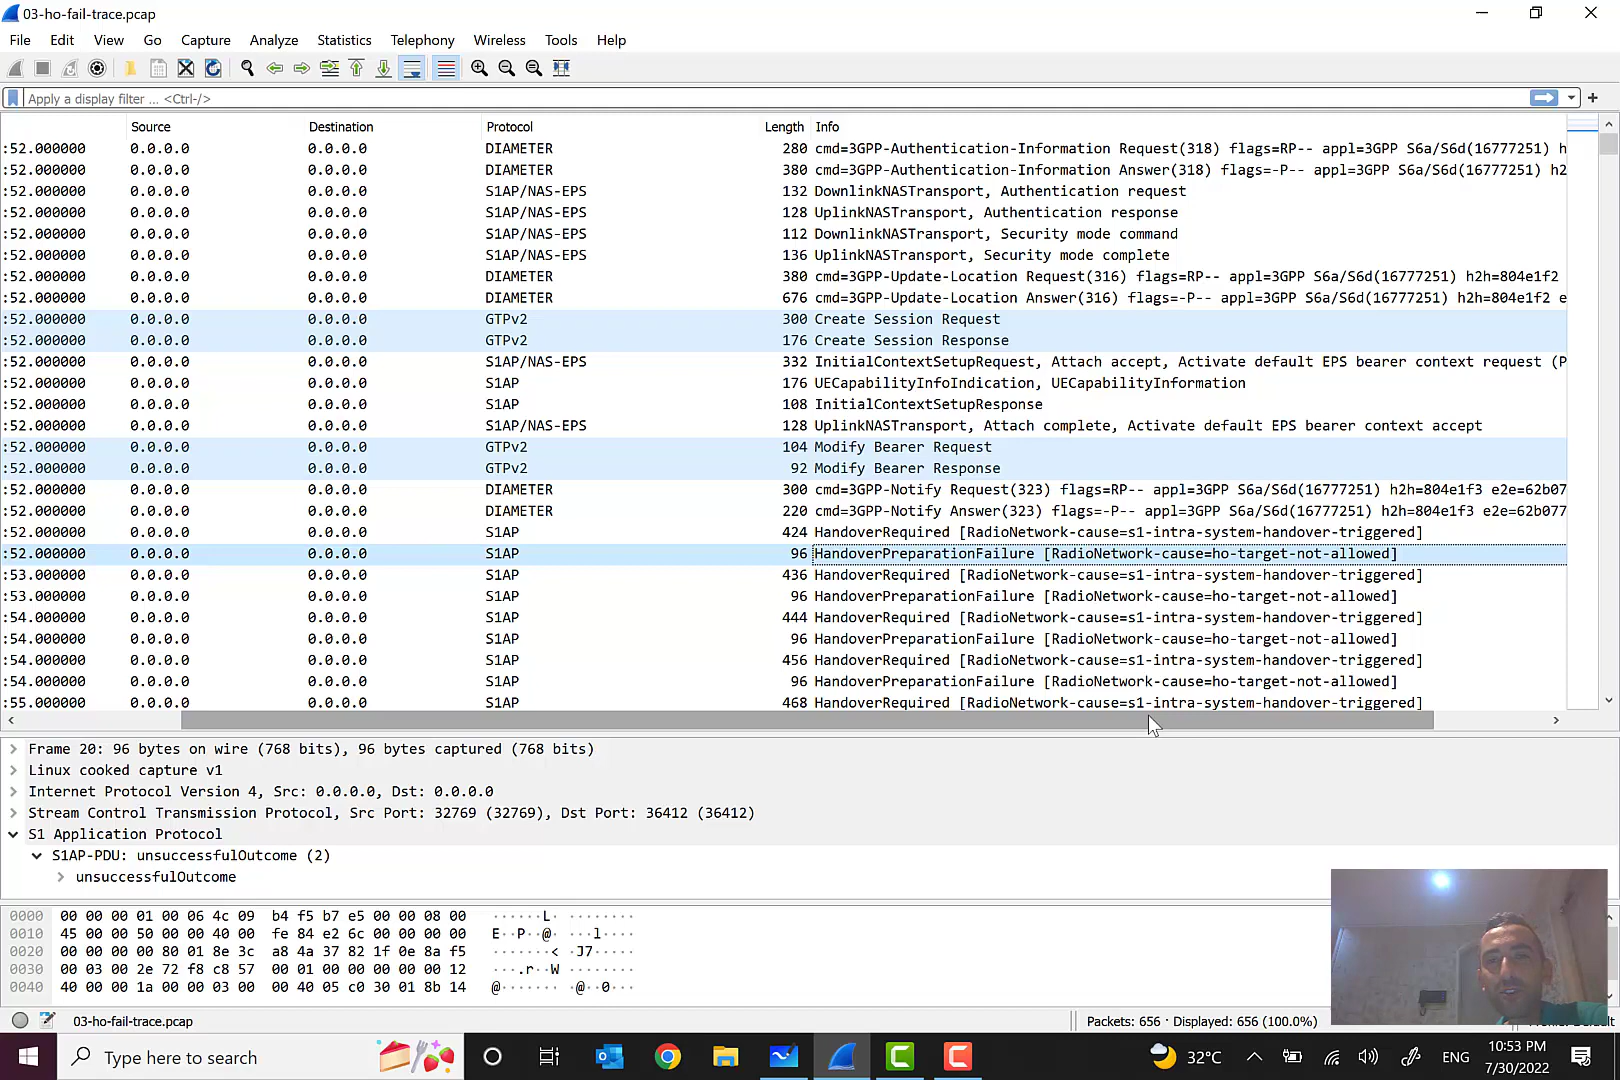 03-ho-fail-trace.pcap
File Edit View Go Capture Analyze Statistics Telephony Wireless Tools Help
Apply a display filter ... <Ctrl-/>
Source Destination Protocol Length Info
:52.000000 0.0.0.0 0.0.0.0 DIAMETER 280 cmd=3GPP-Authentication-Information Request(318) flags=RP-- appl=3GPP S6a/S6d(16777251) h
:52.000000 0.0.0.0 0.0.0.0 DIAMETER 380 cmd=3GPP-Authentication-Information Answer(318) flags=-P-- appl=3GPP S6a/S6d(16777251) h2
:52.000000 0.0.0.0 0.0.0.0 S1AP/NAS-EPS 132 DownlinkNASTransport, Authentication request
:52.000000 0.0.0.0 0.0.0.0 S1AP/NAS-EPS 128 UplinkNASTransport, Authentication response
:52.000000 0.0.0.0 0.0.0.0 S1AP/NAS-EPS 112 DownlinkNASTransport, Security mode command
:52.000000 0.0.0.0 0.0.0.0 S1AP/NAS-EPS 136 UplinkNASTransport, Security mode complete
:52.000000 0.0.0.0 0.0.0.0 DIAMETER 380 cmd=3GPP-Update-Location Request(316) flags=RP-- appl=3GPP S6a/S6d(16777251) h2h=804e1f2
:52.000000 0.0.0.0 0.0.0.0 DIAMETER 676 cmd=3GPP-Update-Location Answer(316) flags=-P-- appl=3GPP S6a/S6d(16777251) h2h=804e1f2 e
:52.000000 0.0.0.0 0.0.0.0 GTPv2 300 Create Session Request
:52.000000 0.0.0.0 0.0.0.0 GTPv2 176 Create Session Response
:52.000000 0.0.0.0 0.0.0.0 S1AP/NAS-EPS 332 InitialContextSetupRequest, Attach accept, Activate default EPS bearer context request (P
:52.000000 0.0.0.0 0.0.0.0 S1AP 176 UECapabilityInfoIndication, UECapabilityInformation
:52.000000 0.0.0.0 0.0.0.0 S1AP 108 InitialContextSetupResponse
:52.000000 0.0.0.0 0.0.0.0 S1AP/NAS-EPS 128 UplinkNASTransport, Attach complete, Activate default EPS bearer context accept
:52.000000 0.0.0.0 0.0.0.0 GTPv2 104 Modify Bearer Request
:52.000000 0.0.0.0 0.0.0.0 GTPv2 92 Modify Bearer Response
:52.000000 0.0.0.0 0.0.0.0 DIAMETER 300 cmd=3GPP-Notify Request(323) flags=RP-- appl=3GPP S6a/S6d(16777251) h2h=804e1f3 e2e=62b07
:52.000000 0.0.0.0 0.0.0.0 DIAMETER 220 cmd=3GPP-Notify Answer(323) flags=-P-- appl=3GPP S6a/S6d(16777251) h2h=804e1f3 e2e=62b077
:52.000000 0.0.0.0 0.0.0.0 S1AP 424 HandoverRequired [RadioNetwork-cause=s1-intra-system-handover-triggered]
:52.000000 0.0.0.0 0.0.0.0 S1AP 96 HandoverPreparationFailure [RadioNetwork-cause=ho-target-not-allowed]
:53.000000 0.0.0.0 0.0.0.0 S1AP 436 HandoverRequired [RadioNetwork-cause=s1-intra-system-handover-triggered]
:53.000000 0.0.0.0 0.0.0.0 S1AP 96 HandoverPreparationFailure [RadioNetwork-cause=ho-target-not-allowed]
:54.000000 0.0.0.0 0.0.0.0 S1AP 444 HandoverRequired [RadioNetwork-cause=s1-intra-system-handover-triggered]
:54.000000 0.0.0.0 0.0.0.0 S1AP 96 HandoverPreparationFailure [RadioNetwork-cause=ho-target-not-allowed]
:54.000000 0.0.0.0 0.0.0.0 S1AP 456 HandoverRequired [RadioNetwork-cause=s1-intra-system-handover-triggered]
:54.000000 0.0.0.0 0.0.0.0 S1AP 96 HandoverPreparationFailure [RadioNetwork-cause=ho-target-not-allowed]
:55.000000 0.0.0.0 0.0.0.0 S1AP 468 HandoverRequired [RadioNetwork-cause=s1-intra-system-handover-triggered]
Frame 20: 96 bytes on wire (768 bits), 96 bytes captured (768 bits)
Linux cooked capture v1
Internet Protocol Version 4, Src: 0.0.0.0, Dst: 0.0.0.0
Stream Control Transmission Protocol, Src Port: 32769 (32769), Dst Port: 36412 (36412)
S1 Application Protocol
S1AP-PDU: unsuccessfulOutcome (2)
unsuccessfulOutcome
0000 00 00 00 01 00 06 4c 09 b4 f5 b7 e5 00 00 08 00 ······L· ········
0010 45 00 00 50 00 00 40 00 fe 84 e2 6c 00 00 00 00 E··P··@· ···l····
0020 00 00 00 00 80 01 8e 3c a8 4a 37 82 1f 0e 8a f5 ·······< ·J7·····
0030 00 03 00 2e 72 f8 c8 57 00 01 00 00 00 00 00 12 ···.r··W ········
0040 40 00 00 1a 00 00 03 00 00 40 05 c0 30 01 8b 14 @······· ·@··0···
03-ho-fail-trace.pcap Packets: 656 · Displayed: 656 (100.0%)
Type here to search 32°C ENG 10:53 PM
7/30/2022